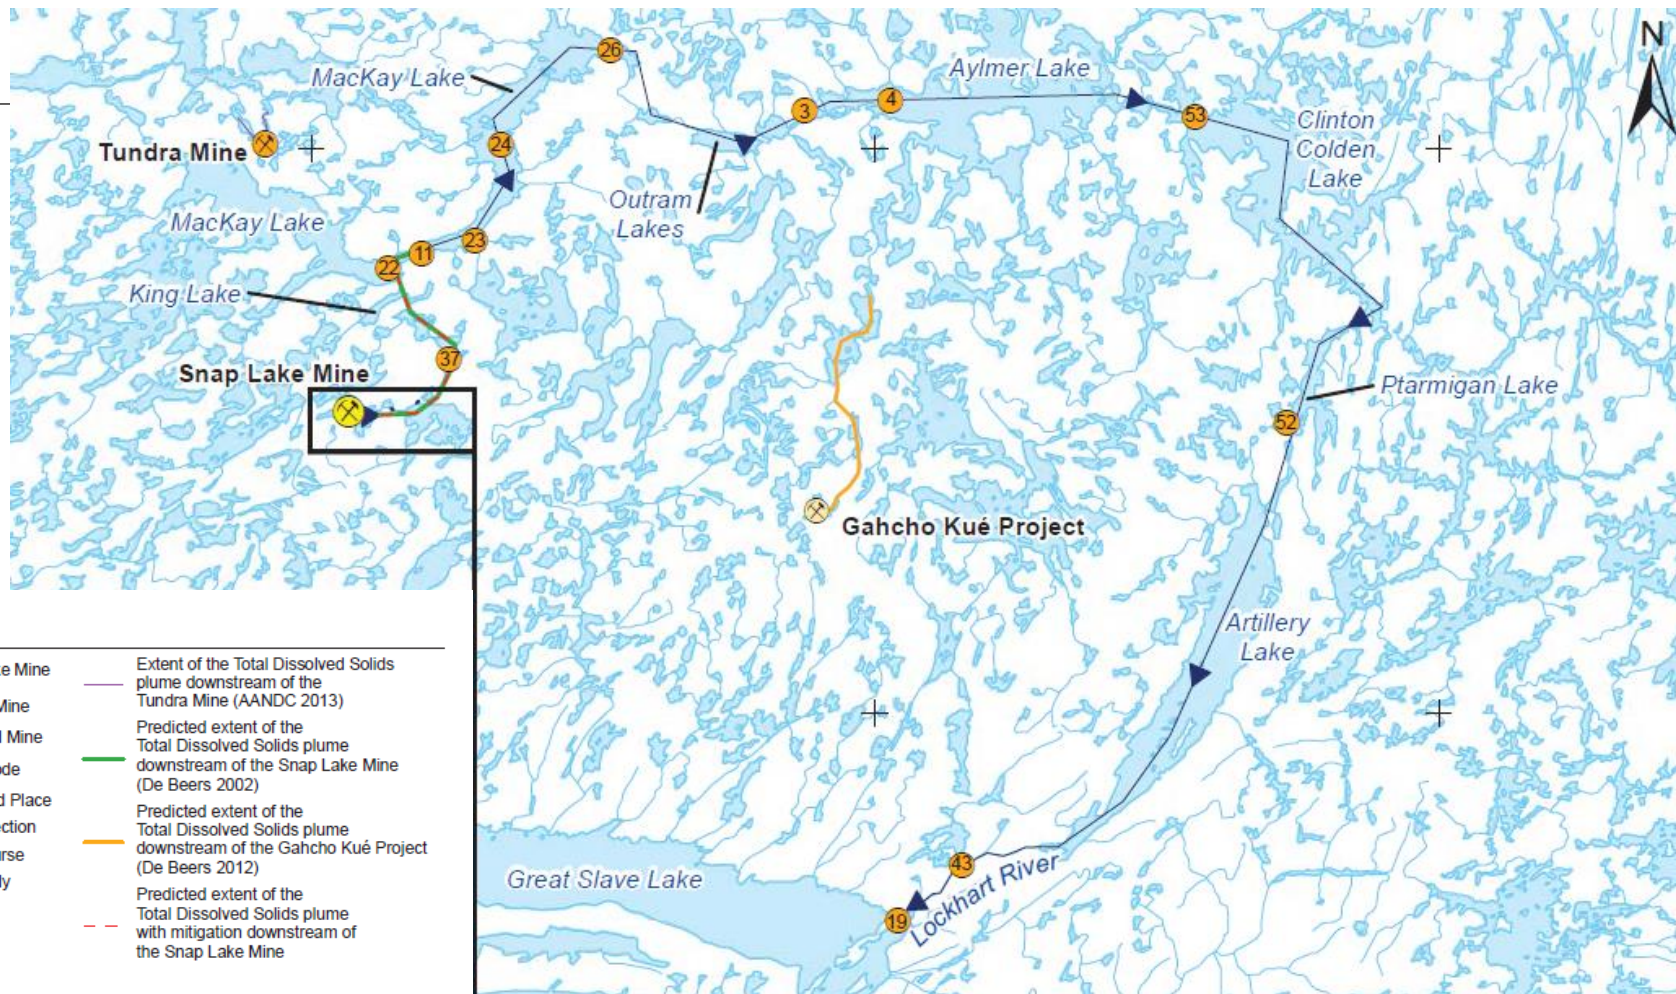 N
MacKay Lake
26
Aylmer Lake
3
4
53
Clinton
Colden
Lake
Tundra Mine
24
Outram
Lakes
MacKay Lake
23
11
22
King Lake
37
Snap Lake Mine
Ptarmigan Lake
52
Gahcho Kué Project
Artillery
Lake
43
Lockhart River
Great Slave Lake
19
Mine
Mine
Mine
Place
Extent of the Total Dissolved Solids
plume downstream of the
Tundra Mine (AANDC 2013)
Predicted extent of the
Total Dissolved Solids plume
downstream of the Snap Lake Mine
(De Beers 2002)
Predicted extent of the
Total Dissolved Solids plume
downstream of the Gahcho Kué Project
(De Beers 2012)
Predicted extent of the
Total Dissolved Solids plume
with mitigation downstream of
the Snap Lake Mine